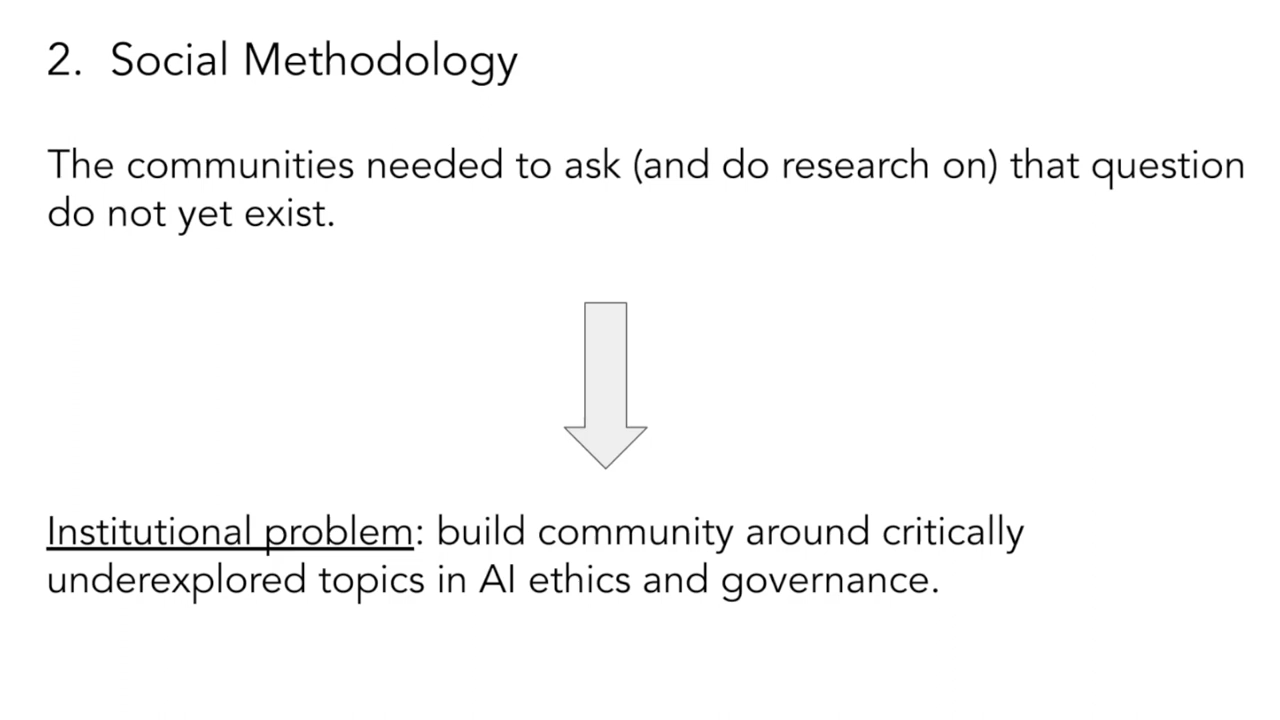 2. Social Methodology
The communities needed to ask (and do research on) that question
do not yet exist.
Institutional problem: build community around critically
underexplored topics in AI ethics and governance.